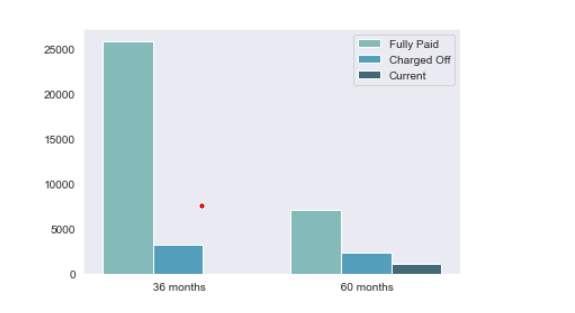 Fully Paid
Charged Off
Current
25000
20000
15000
10000
5000
0
36 months
60 months